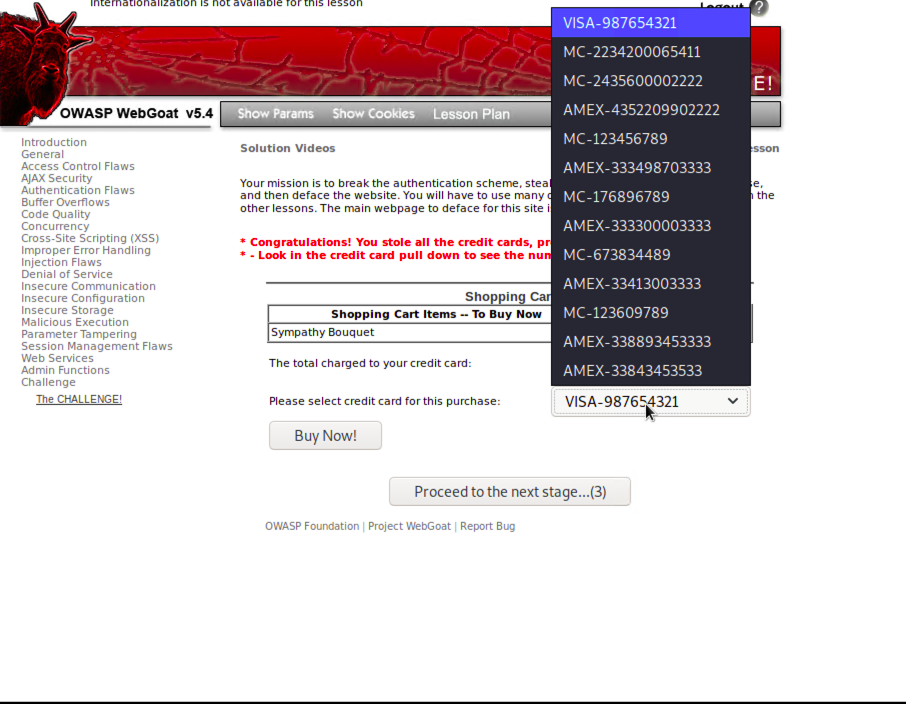 Internationalization is not available for this lesson
Logout ?
E!
OWASP WebGoat v5.4
Show Params Show Cookies Lesson Plan
Introduction
General
Access Control Flaws
AJAX Security
Authentication Flaws
Buffer Overflows
Code Quality
Concurrency
Cross-Site Scripting (XSS)
Improper Error Handling
Injection Flaws
Denial of Service
Insecure Communication
Insecure Configuration
Insecure Storage
Malicious Execution
Parameter Tampering
Session Management Flaws
Web Services
Admin Functions
Challenge
The CHALLENGE!
Solution Videos
esson
Your mission is to break the authentication scheme, steal
se,
and then deface the website. You will have to use many o
n the
other lessons. The main webpage to deface for this site i
* Congratulations! You stole all the credit cards, pr
* - Look in the credit card pull down to see the num
Shopping Car
Shopping Cart Items -- To Buy Now
Sympathy Bouquet
The total charged to your credit card:
Please select credit card for this purchase:
VISA-987654321
MC-2234200065411
MC-2435600002222
AMEX-4352209902222
MC-123456789
AMEX-333498703333
MC-176896789
AMEX-333300003333
MC-673834489
AMEX-33413003333
MC-123609789
AMEX-338893453333
AMEX-33843453533
VISA-987654321
Buy Now!
Proceed to the next stage...(3)
OWASP Foundation | Project WebGoat | Report Bug